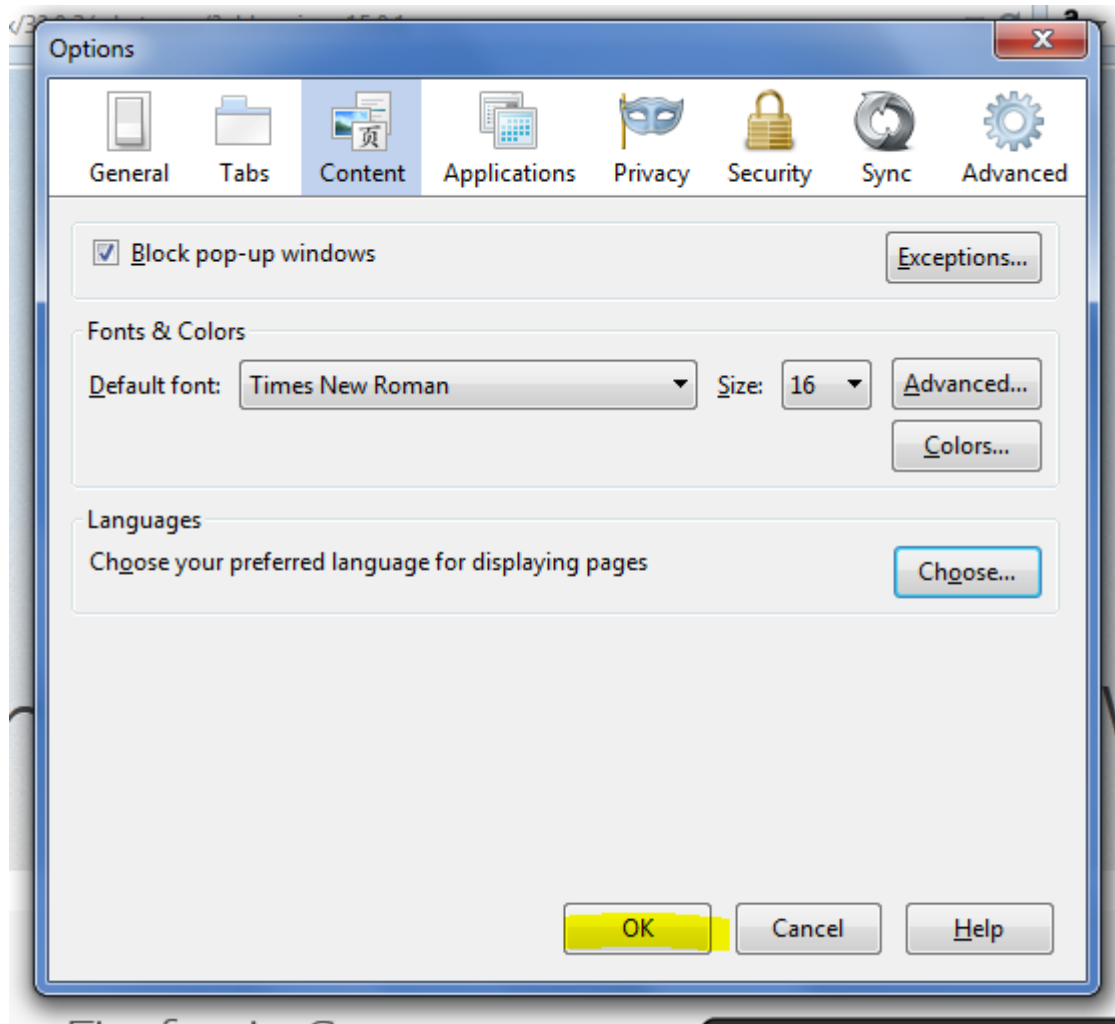 Options
General Tabs Content Applications Privacy Security Sync Advanced
页
Block pop-up windows Exceptions...
Fonts & Colors
Default font: Times New Roman Size: 16 Advanced...
Colors...
Languages
Choose your preferred language for displaying pages Choose...
OK Cancel Help